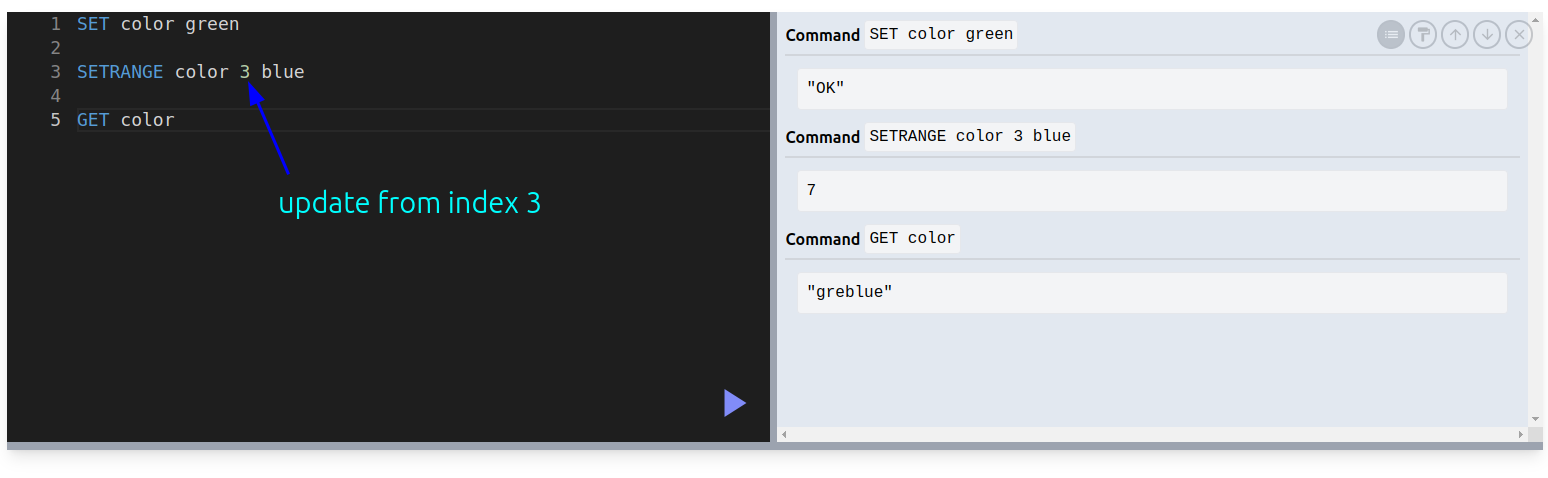 1 SET color green
2
3 SETRANGE color 3 blue
4
5 GET color
update from index 3
Command SET color green
"OK"
Command SETRANGE color 3 blue
7
Command GET color
"greblue"